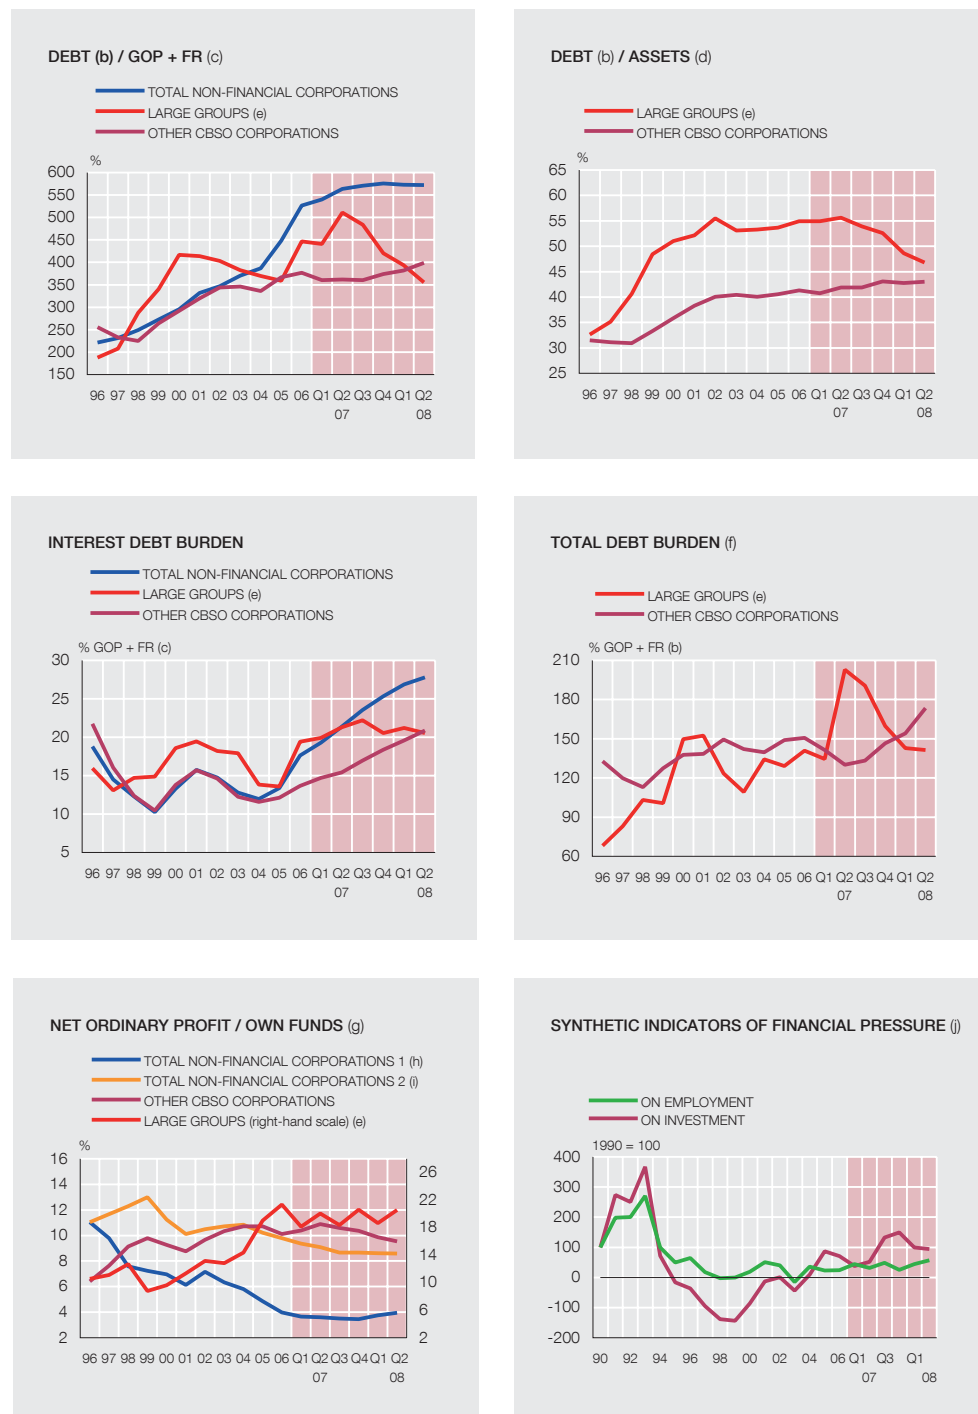 DEBT (b) / GOP + FR (c)
TOTAL NON-FINANCIAL CORPORATIONS
LARGE GROUPS (e)
OTHER CBSO CORPORATIONS
%
600
550
500
450
400
350
300
250
200
150
96 97 98 99 00 01 02 03 04 05 06 Q1 Q2 Q3 Q4 Q1 Q2
07 08
DEBT (b) / ASSETS (d)
LARGE GROUPS (e)
OTHER CBSO CORPORATIONS
%
65
60
55
50
45
40
35
30
25
96 97 98 99 00 01 02 03 04 05 06 Q1 Q2 Q3 Q4 Q1 Q2
07 08
INTEREST DEBT BURDEN
TOTAL NON-FINANCIAL CORPORATIONS
LARGE GROUPS (e)
OTHER CBSO CORPORATIONS
% GOP + FR (c)
30
25
20
15
10
5
96 97 98 99 00 01 02 03 04 05 06 Q1 Q2 Q3 Q4 Q1 Q2
07 08
TOTAL DEBT BURDEN (f)
LARGE GROUPS (e)
OTHER CBSO CORPORATIONS
% GOP + FR (b)
210
180
150
120
90
60
96 97 98 99 00 01 02 03 04 05 06 Q1 Q2 Q3 Q4 Q1 Q2
07 08
NET ORDINARY PROFIT / OWN FUNDS (g)
TOTAL NON-FINANCIAL CORPORATIONS 1 (h)
TOTAL NON-FINANCIAL CORPORATIONS 2 (i)
OTHER CBSO CORPORATIONS
LARGE GROUPS (right-hand scale) (e)
%
16
14
12
10
8
6
4
2
26
22
18
14
10
6
2
96 97 98 99 00 01 02 03 04 05 06 Q1 Q2 Q3 Q4 Q1 Q2
07 08
SYNTHETIC INDICATORS OF FINANCIAL PRESSURE (j)
ON EMPLOYMENT
ON INVESTMENT
1990 = 100
400
300
200
100
0
-100
-200
90 92 94 96 98 00 02 04 06 Q1 Q3 Q1
07 08